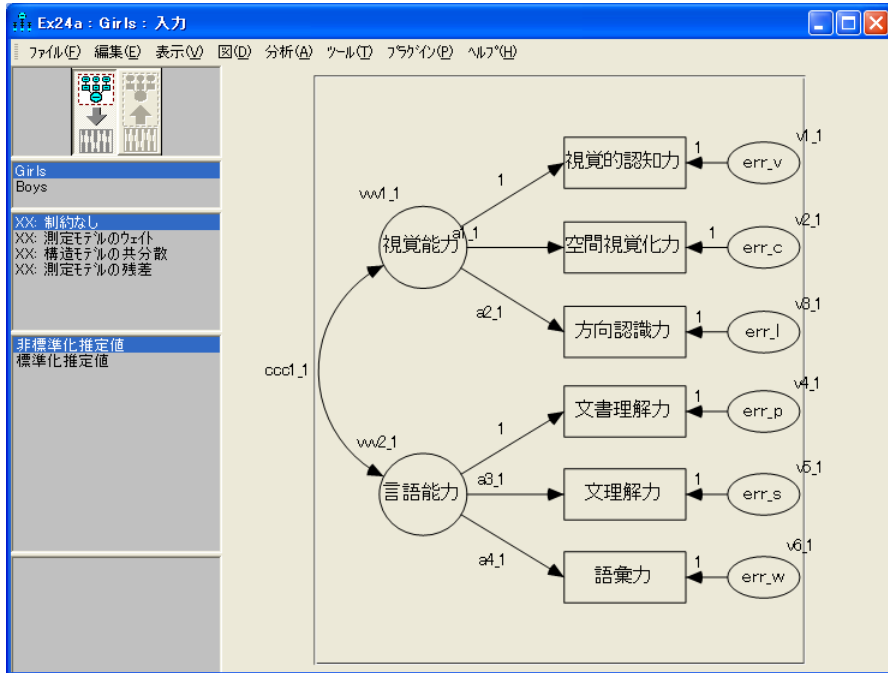 Ex24a : Girls : 入力
ファイル(F) 編集(E) 表示(V) 図(D) 分析(A) ツール(T) プラグイン(P) ヘルプ(H)
Girls
Boys
XX: 制約なし
XX: 測定モデルのウェイト
XX: 構造モデルの共分散
XX: 測定モデルの残差
非標準化推定値
標準化推定値
v1_1
視覚的認知力
1
err_v
1
vvv1_1
v2_1
視覚能力
a1_1
空間視覚化力
1
err_c
v3_1
a2_1
方向認識力
1
err_l
ccc1_1
v4_1
文書理解力
1
err_p
1
vvv2_1
v5_1
言語能力
a3_1
文理解力
1
err_s
v6_1
a4_1
語彙力
1
err_w